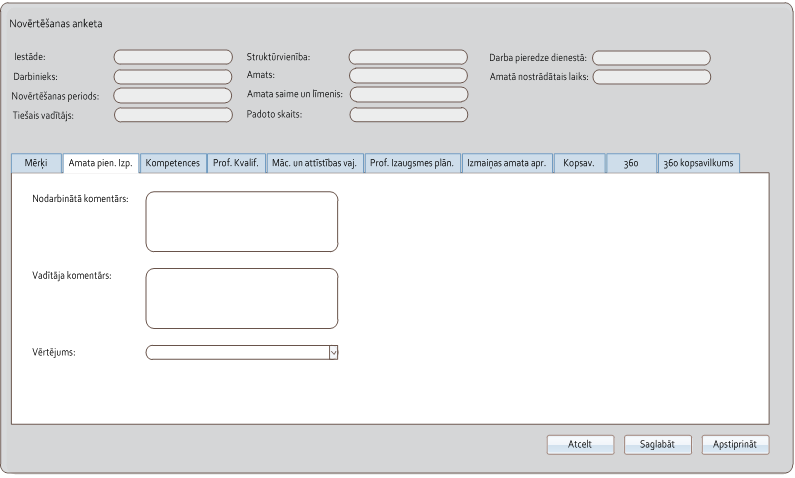 Novērtēšanas anketa
Iestāde: Struktūrvienība: Darba pieredze dienestā:
Darbinieks: Amats: Amatā nostrādātais laiks:
Novērtēšanas periods: Amata saime un līmenis:
Tiešais vadītājs: Padoto skaits:
Mērķi Amata pien. Izp. Kompetences Prof. Kvalif. Māc. un attīstības vaj. Prof. Izaugsmes plān. Izmaiņas amata apr. Kopsav. 360 360 kopsavilkums
Nodarbinātā komentārs:
Vadītāja komentārs:
Vērtējums:
Atcelt Saglabāt Apstiprināt